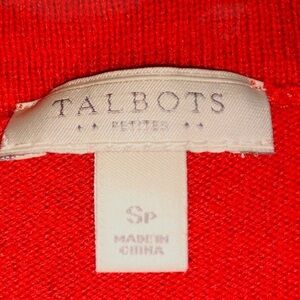 TALBOTS
PETITES
SP
MADE IN
CHINA